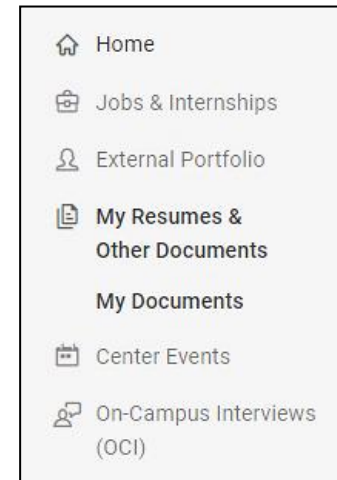 Home
Jobs & Internships
External Portfolio
My Resumes &
Other Documents
My Documents
Center Events
On-Campus Interviews
(OCI)